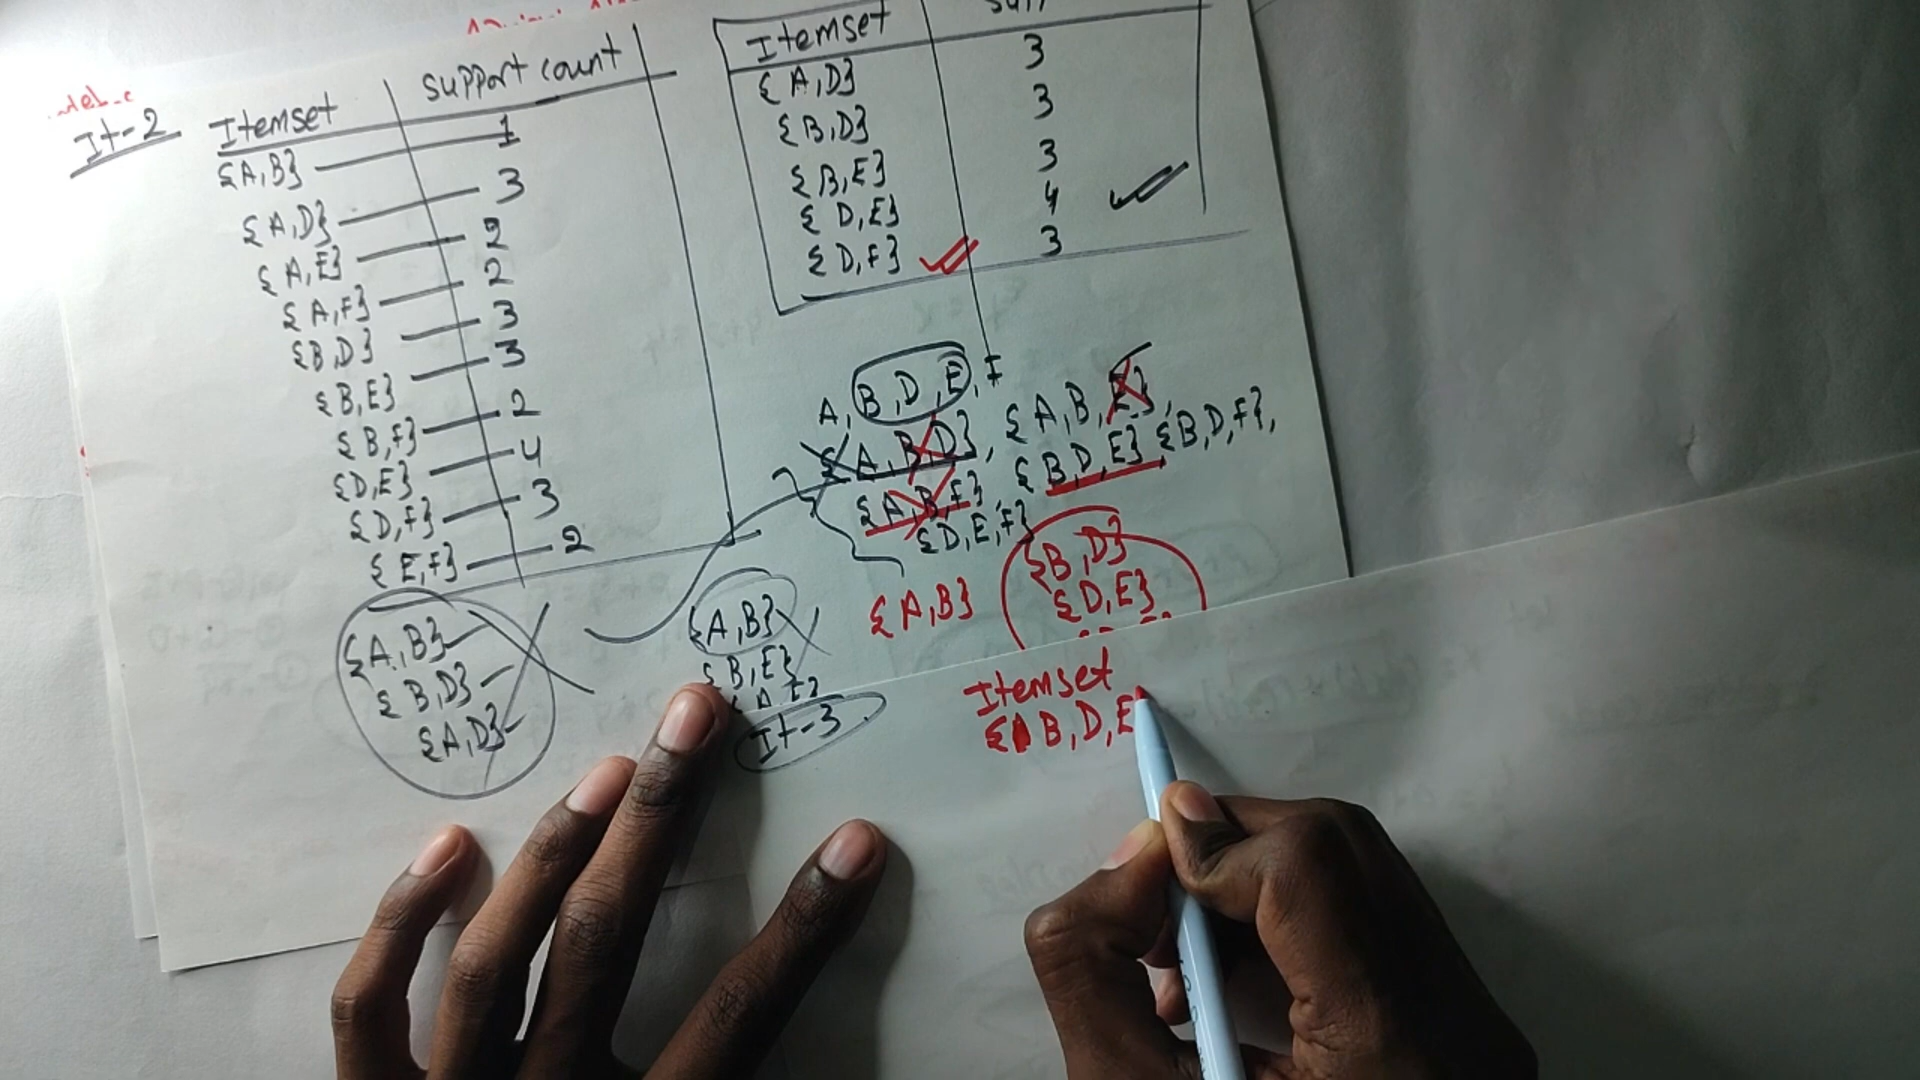 It-2 Itemset support count
{A,B} 1
{A,D} 3
{A,E} 2
{A,F} 2
{B,D} 3
{B,E} 3
{B,F} 2
{D,E} 4
{D,F} 3
{E,F} 2
{A,B}
{B,D}
{A,D}
Itemset
{A,D} 3
{B,D} 3
{B,E} 3
{D,E} 4
{D,F} 3
A, B, D, E,
{A,B,D}, {A,B,E},
{A,B,F} {B,D,E} {B,D,F},
{D,E,F}
{A,B}
{B,E}
{A,B}
{B,D}
{D,E}
It-3
Itemset
{B,D,E